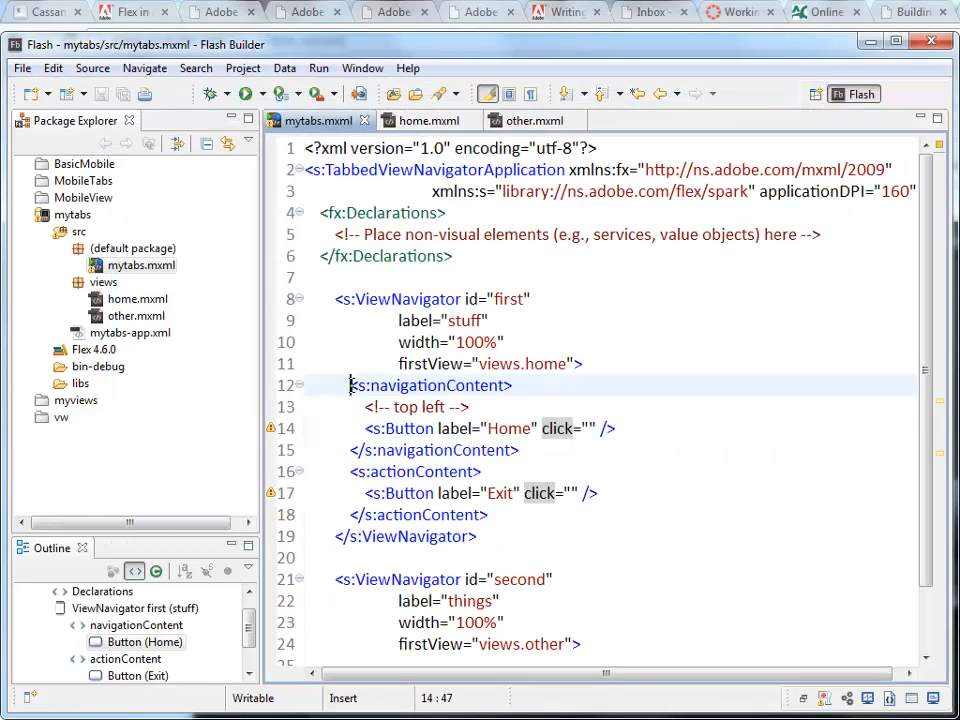 Cassan
Flex in
Adobe
Adobe
Adobe
Adobe
Writing
Inbox -
Workin
Online
Buildin
Flash - mytabs/src/mytabs.mxml - Flash Builder
File Edit Source Navigate Search Project Data Run Window Help
Fb Flash
Package Explorer
BasicMobile
MobileTabs
MobileView
mytabs
src
(default package)
mytabs.mxml
views
home.mxml
other.mxml
mytabs-app.xml
Flex 4.6.0
bin-debug
libs
myviews
vw
Outline
Declarations
ViewNavigator first (stuff)
navigationContent
Button (Home)
actionContent
Button (Exit)
mytabs.mxml
home.mxml
other.mxml
1 <?xml version="1.0" encoding="utf-8"?>
2 <s:TabbedViewNavigatorApplication xmlns:fx="http://ns.adobe.com/mxml/2009"
3 xmlns:s="library://ns.adobe.com/flex/spark" applicationDPI="160"
4 <fx:Declarations>
5 <!-- Place non-visual elements (e.g., services, value objects) here -->
6 </fx:Declarations>
7
8 <s:ViewNavigator id="first"
9 label="stuff"
10 width="100%"
11 firstView="views.home">
12 <s:navigationContent>
13 <!-- top left -->
14 <s:Button label="Home" click="" />
15 </s:navigationContent>
16 <s:actionContent>
17 <s:Button label="Exit" click="" />
18 </s:actionContent>
19 </s:ViewNavigator>
20
21 <s:ViewNavigator id="second"
22 label="things"
23 width="100%"
24 firstView="views.other">
25
Writable Insert 14 : 47